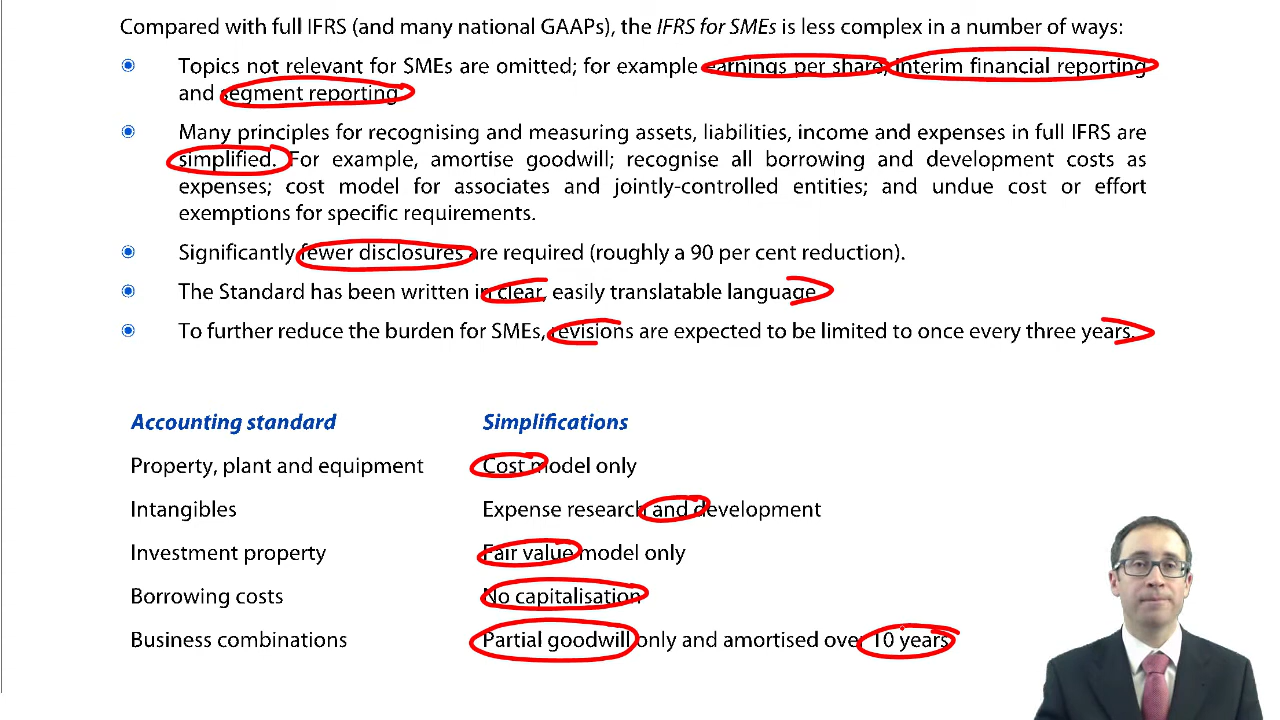 Compared with full IFRS (and many national GAAPs), the IFRS for SMEs is less complex in a number of ways:
Topics not relevant for SMEs are omitted; for example earnings per share, interim financial reporting
and segment reporting.
Many principles for recognising and measuring assets, liabilities, income and expenses in full IFRS are
simplified. For example, amortise goodwill; recognise all borrowing and development costs as
expenses; cost model for associates and jointly-controlled entities; and undue cost or effort
exemptions for specific requirements.
Significantly fewer disclosures are required (roughly a 90 per cent reduction).
The Standard has been written in clear, easily translatable language.
To further reduce the burden for SMEs, revisions are expected to be limited to once every three years.
Accounting standard Simplifications
Property, plant and equipment Cost model only
Intangibles Expense research and development
Investment property Fair value model only
Borrowing costs No capitalisation
Business combinations Partial goodwill only and amortised over 10 years